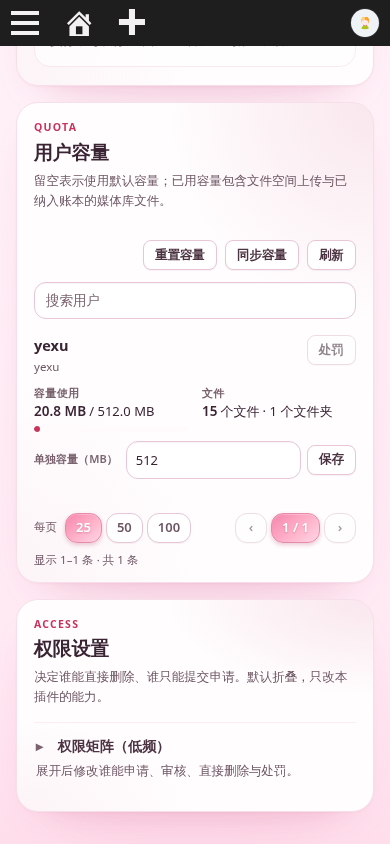 QUOTA
用户容量
留空表示使用默认容量；已用容量包含文件空间上传与已
纳入账本的媒体库文件。
重置容量 同步容量 刷新
搜索用户
yexu 处罚
yexu
容量使用 文件
20.8 MB / 512.0 MB 15 个文件 · 1 个文件夹
单独容量（MB） 512 保存
每页 25 50 100 ‹ 1 / 1 ›
显示 1–1 条 · 共 1 条
ACCESS
权限设置
决定谁能直接删除、谁只能提交申请。默认折叠，只改本
插件的能力。
▶ 权限矩阵（低频）
展开后修改谁能申请、审核、直接删除与处罚。